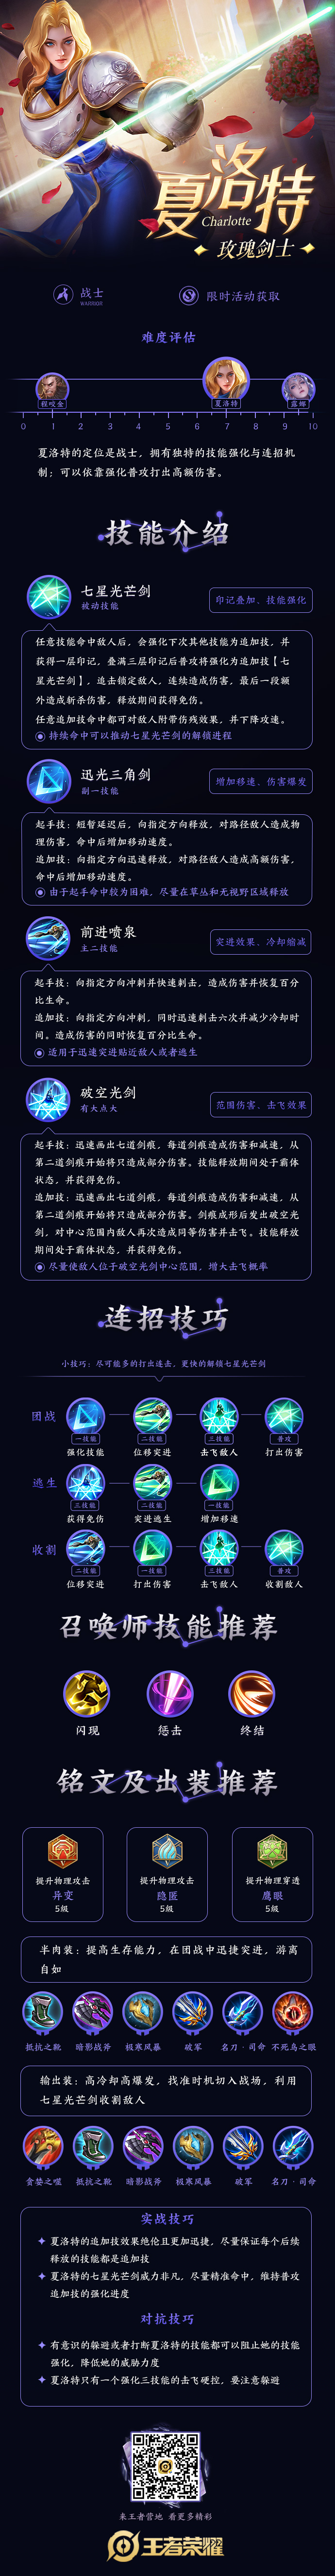 夏洛特
Charlotte
玫瑰剑士
战士
WARRIOR
限时活动获取
难度评估
程咬金
夏洛特
露娜
0 1 2 3 4 5 6 7 8 9 10
夏洛特的定位是战士，拥有独特的技能强化与连招机
制；可以依靠强化普攻打出高额伤害。
技能介绍
七星光芒剑
被动技能
印记叠加、技能强化
任意技能命中敌人后，会强化下次其他技能为追加技，并
获得一层印记，叠满三层印记后普攻将强化为追加技【七
星光芒剑】，追击锁定敌人，连续造成伤害，最后一段额
外造成斩杀伤害，释放期间获得免伤。
任意追加技命中都可对敌人附带伤残效果，并下降攻速。
持续命中可以推动七星光芒剑的解锁进程
迅光三角剑
副一技能
增加移速、伤害爆发
起手技：短暂延迟后，向指定方向释放，对路径敌人造成物
理伤害，命中后增加移动速度。
追加技：向指定方向迅速释放，对路径敌人造成高额伤害，
命中后增加移动速度。
由于起手命中较为困难，尽量在草丛和无视野区域释放
前进喷泉
主二技能
突进效果、冷却缩减
起手技：向指定方向冲刺并快速刺击，造成伤害并恢复百分
比生命。
追加技：向指定方向冲刺，同时迅速刺击六次并减少冷却时
间。造成伤害的同时恢复百分比生命。
适用于迅速突进贴近敌人或者逃生
破空光剑
有大点大
范围伤害、击飞效果
起手技：迅速画出七道剑痕，每道剑痕造成伤害和减速，从
第二道剑痕开始将只造成部分伤害。技能释放期间处于霸体
状态，并获得免伤。
追加技：迅速画出七道剑痕，每道剑痕造成伤害和减速，从
第二道剑痕开始将造成部分伤害。剑痕成形后发出破空光
剑，对中心范围内敌人再次造成同等伤害并击飞。技能释放
期间处于霸体状态，并获得免伤。
尽量使敌人位于破空光剑中心范围，增大击飞概率
连招技巧
小技巧：尽可能多的打出连击，更快的解锁七星光芒剑
团战
一技能 二技能 三技能 普攻
强化技能 位移突进 击飞敌人 打出伤害
逃生
三技能 二技能 一技能
获得免伤 突进逃生 增加移速
收割
二技能 一技能 三技能 普攻
位移突进 打出伤害 击飞敌人 收割敌人
召唤师技能推荐
闪现 惩击 终结
铭文及出装推荐
提升物理攻击 提升物理攻击 提升物理穿透
异变 隐匿 鹰眼
5级 5级 5级
半肉装：提高生存能力，在团战中迅捷突进，游离
自如
抵抗之靴 暗影战斧 极寒风暴 破军 名刀·司命 不死鸟之眼
输出装：高冷却高爆发，找准时机切入战场，利用
七星光芒剑收割敌人
贪婪之噬 抵抗之靴 暗影战斧 极寒风暴 破军 名刀·司命
实战技巧
夏洛特的追加技效果绝伦且更加迅捷，尽量保证每个后续
释放的技能都是追加技
夏洛特的七星光芒剑威力非凡，尽量精准命中，维持普攻
追加技的强化进度
对抗技巧
有意识的躲避或者打断夏洛特的技能都可以阻止她的技能
强化，降低她的威胁力度
夏洛特只有一个强化三技能的击飞硬控，要注意躲避
来王者营地 看更多精彩
王者荣耀